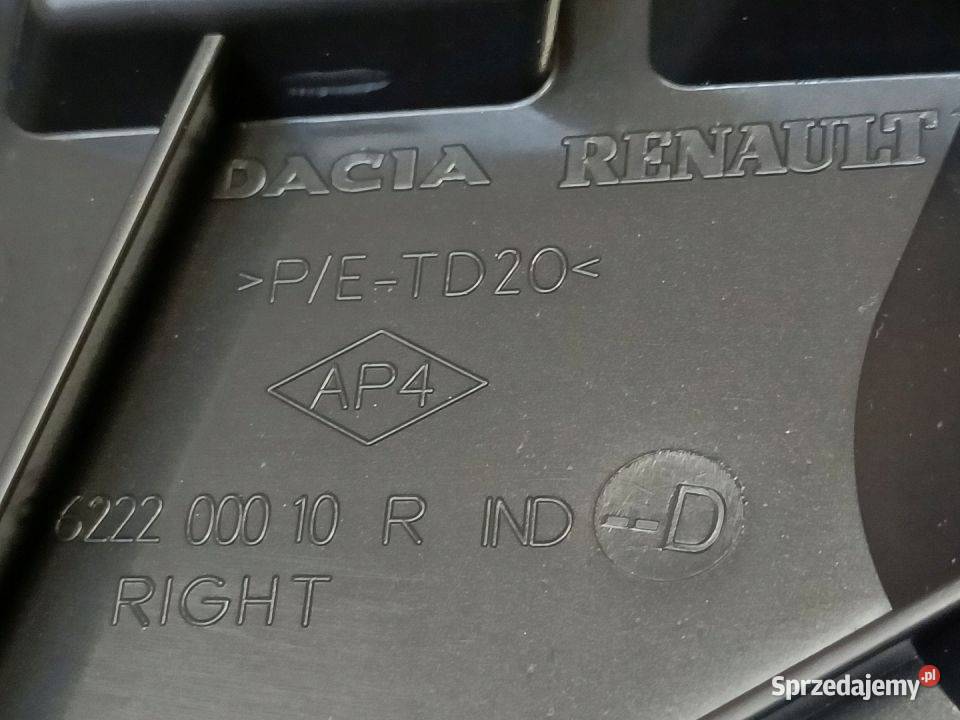 DACIA RENAULT
>P/E-TD20<
AP4
6222 000 10 R IND --D
RIGHT
Sprzedajemy.pl